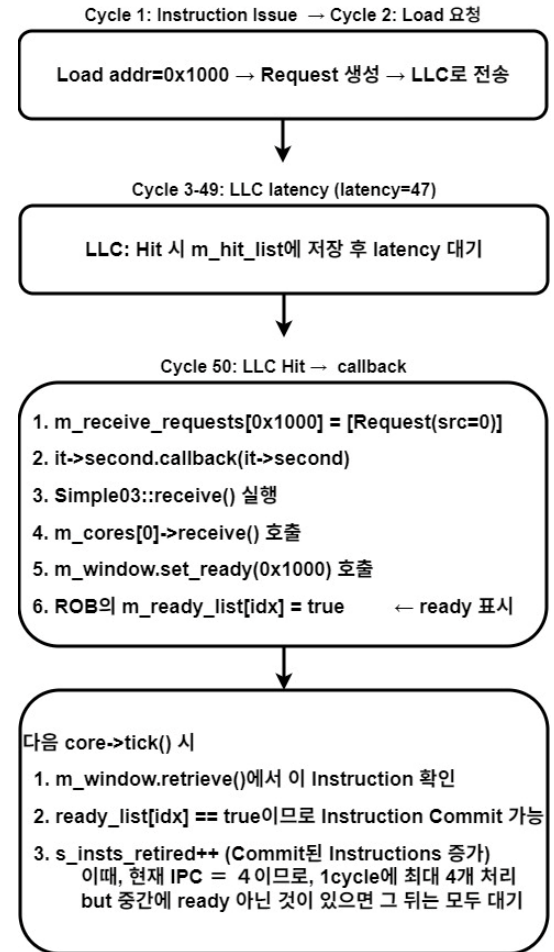 Cycle 1: Instruction Issue → Cycle 2: Load 요청
Load addr=0x1000 → Request 생성 → LLC로 전송
Cycle 3-49: LLC latency (latency=47)
LLC: Hit 시 m_hit_list에 저장 후 latency 대기
Cycle 50: LLC Hit → callback
1. m_receive_requests[0x1000] = [Request(src=0)]
2. it->second.callback(it->second)
3. SimpleO3::receive() 실행
4. m_cores[0]->receive() 호출
5. m_window.set_ready(0x1000) 호출
6. ROB의 m_ready_list[idx] = true ← ready 표시
다음 core->tick() 시
1. m_window.retrieve()에서 이 Instruction 확인
2. ready_list[idx] == true이므로 Instruction Commit 가능
3. s_insts_retired++ (Commit된 Instructions 증가)
이때, 현재 IPC = 4이므로, 1cycle에 최대 4개 처리
but 중간에 ready 아닌 것이 있으면 그 뒤는 모두 대기